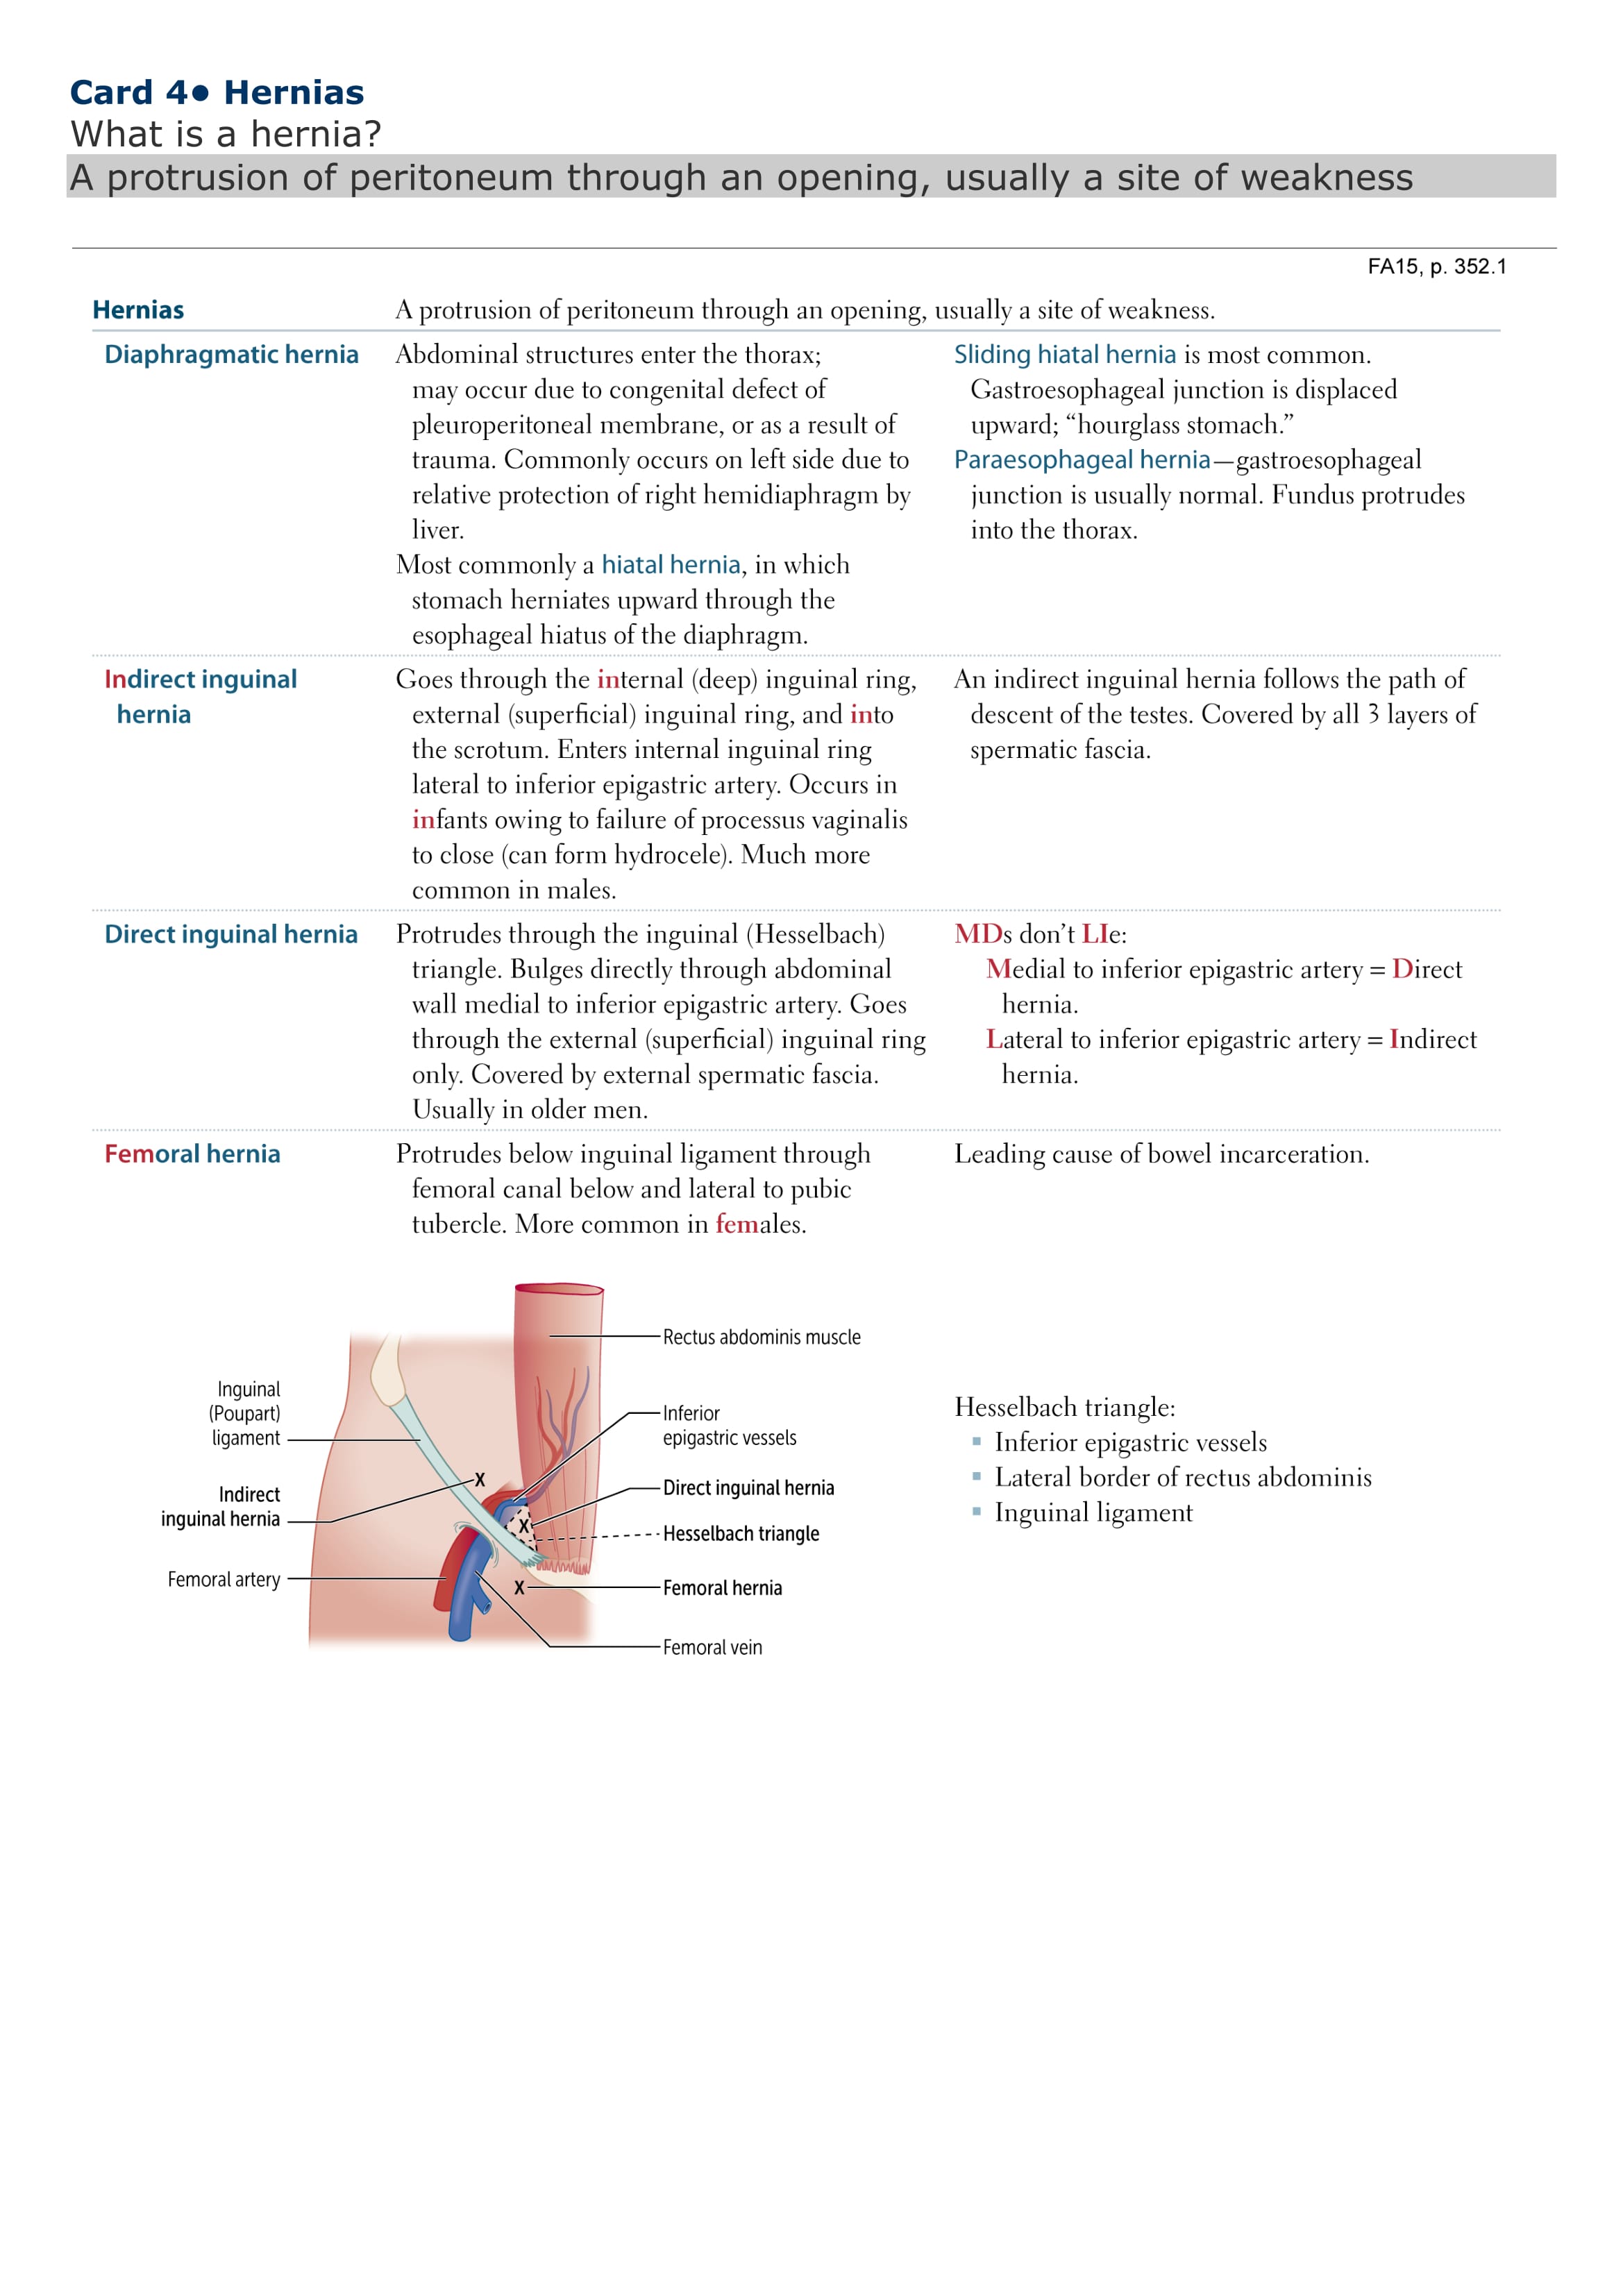 Card 4• Hernias
What is a hernia?
A protrusion of peritoneum through an opening, usually a site of weakness
FA15, p. 352.1
Hernias
A protrusion of peritoneum through an opening, usually a site of weakness.
Diaphragmatic hernia
Abdominal structures enter the thorax;
may occur due to congenital defect of
pleuroperitoneal membrane, or as a result of
trauma. Commonly occurs on left side due to
relative protection of right hemidiaphragm by
liver.
Most commonly a hiatal hernia, in which
stomach herniates upward through the
esophageal hiatus of the diaphragm.
Sliding hiatal hernia is most common.
Gastroesophageal junction is displaced
upward; “hourglass stomach.”
Paraesophageal hernia—gastroesophageal
junction is usually normal. Fundus protrudes
into the thorax.
Indirect inguinal
hernia
Goes through the internal (deep) inguinal ring,
external (superficial) inguinal ring, and into
the scrotum. Enters internal inguinal ring
lateral to inferior epigastric artery. Occurs in
infants owing to failure of processus vaginalis
to close (can form hydrocele). Much more
common in males.
An indirect inguinal hernia follows the path of
descent of the testes. Covered by all 3 layers of
spermatic fascia.
Direct inguinal hernia
Protrudes through the inguinal (Hesselbach)
triangle. Bulges directly through abdominal
wall medial to inferior epigastric artery. Goes
through the external (superficial) inguinal ring
only. Covered by external spermatic fascia.
Usually in older men.
MDs don’t LIe:
Medial to inferior epigastric artery = Direct
hernia.
Lateral to inferior epigastric artery = Indirect
hernia.
Femoral hernia
Protrudes below inguinal ligament through
femoral canal below and lateral to pubic
tubercle. More common in females.
Leading cause of bowel incarceration.
Inguinal
(Poupart)
ligament
Indirect
inguinal hernia
Femoral artery
X
X
X
Rectus abdominis muscle
Inferior
epigastric vessels
Direct inguinal hernia
Hesselbach triangle
Femoral hernia
Femoral vein
Hesselbach triangle:
▪ Inferior epigastric vessels
▪ Lateral border of rectus abdominis
▪ Inguinal ligament